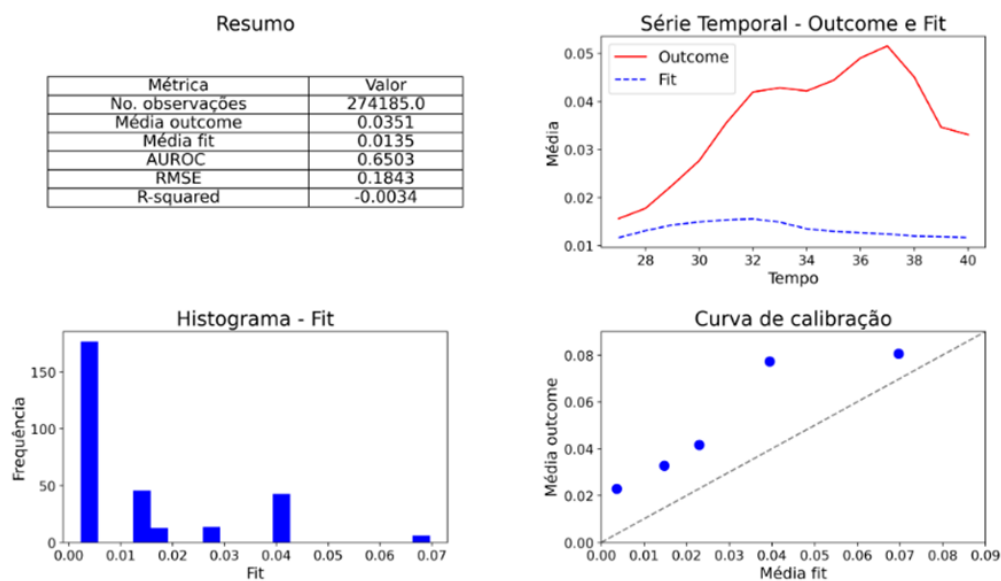 Resumo
Métrica Valor
No. observações 274185.0
Média outcome 0.0351
Média fit 0.0135
AUROC 0.6503
RMSE 0.1843
R-squared -0.0034
Série Temporal - Outcome e Fit
Outcome
Fit
Média
0.05
0.04
0.03
0.02
0.01
28 30 32 34 36 38 40
Tempo
Histograma - Fit
Frequência
150
100
50
0
0.00 0.01 0.02 0.03 0.04 0.05 0.06 0.07
Fit
Curva de calibração
Média outcome
0.08
0.06
0.04
0.02
0.00
0.00 0.01 0.02 0.03 0.04 0.05 0.06 0.07 0.08 0.09
Média fit